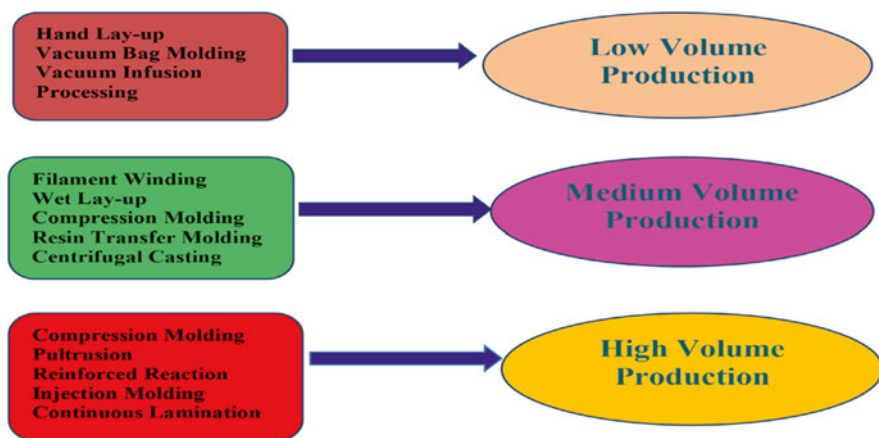 Hand Lay-up
Vacuum Bag Molding
Vacuum Infusion
Processing
Low Volume
Production
Filament Winding
Wet Lay-up
Compression Molding
Resin Transfer Molding
Centrifugal Casting
Medium Volume
Production
Compression Molding
Pultrusion
Reinforced Reaction
Injection Molding
Continuous Lamination
High Volume
Production